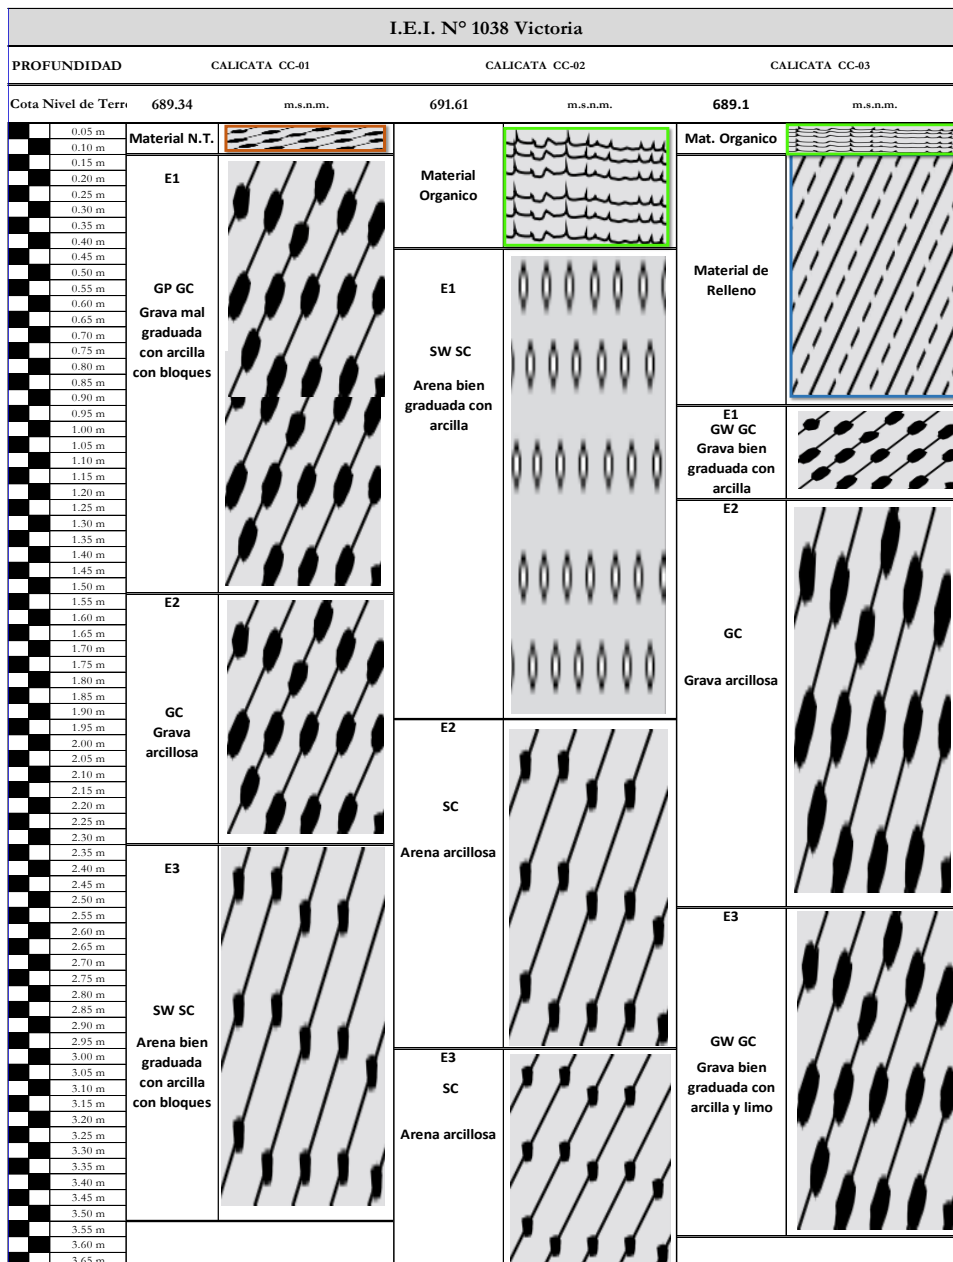 I.E.I. N° 1038 Victoria
PROFUNDIDAD
CALICATA CC-01
CALICATA CC-02
CALICATA CC-03
Cota Nivel de Terre
689.34
m.s.n.m.
691.61
m.s.n.m.
689.1
m.s.n.m.
0.05 m
0.10 m
0.15 m
0.20 m
0.25 m
0.30 m
0.35 m
0.40 m
0.45 m
0.50 m
0.55 m
0.60 m
0.65 m
0.70 m
0.75 m
0.80 m
0.85 m
0.90 m
0.95 m
1.00 m
1.05 m
1.10 m
1.15 m
1.20 m
1.25 m
1.30 m
1.35 m
1.40 m
1.45 m
1.50 m
1.55 m
1.60 m
1.65 m
1.70 m
1.75 m
1.80 m
1.85 m
1.90 m
1.95 m
2.00 m
2.05 m
2.10 m
2.15 m
2.20 m
2.25 m
2.30 m
2.35 m
2.40 m
2.45 m
2.50 m
2.55 m
2.60 m
2.65 m
2.70 m
2.75 m
2.80 m
2.85 m
2.90 m
2.95 m
3.00 m
3.05 m
3.10 m
3.15 m
3.20 m
3.25 m
3.30 m
3.35 m
3.40 m
3.45 m
3.50 m
3.55 m
3.60 m
3.65 m
Material N.T.
E1
GP GC
Grava mal
graduada
con arcilla
con bloques
E2
GC
Grava
arcillosa
E3
SW SC
Arena bien
graduada
con arcilla
con bloques
Material
Organico
E1
SW SC
Arena bien
graduada con
arcilla
E2
SC
Arena arcillosa
E3
SC
Arena arcillosa
Mat. Organico
Material de
Relleno
E1
GW GC
Grava bien
graduada con
arcilla
E2
GC
Grava arcillosa
E3
GW GC
Grava bien
graduada con
arcilla y limo